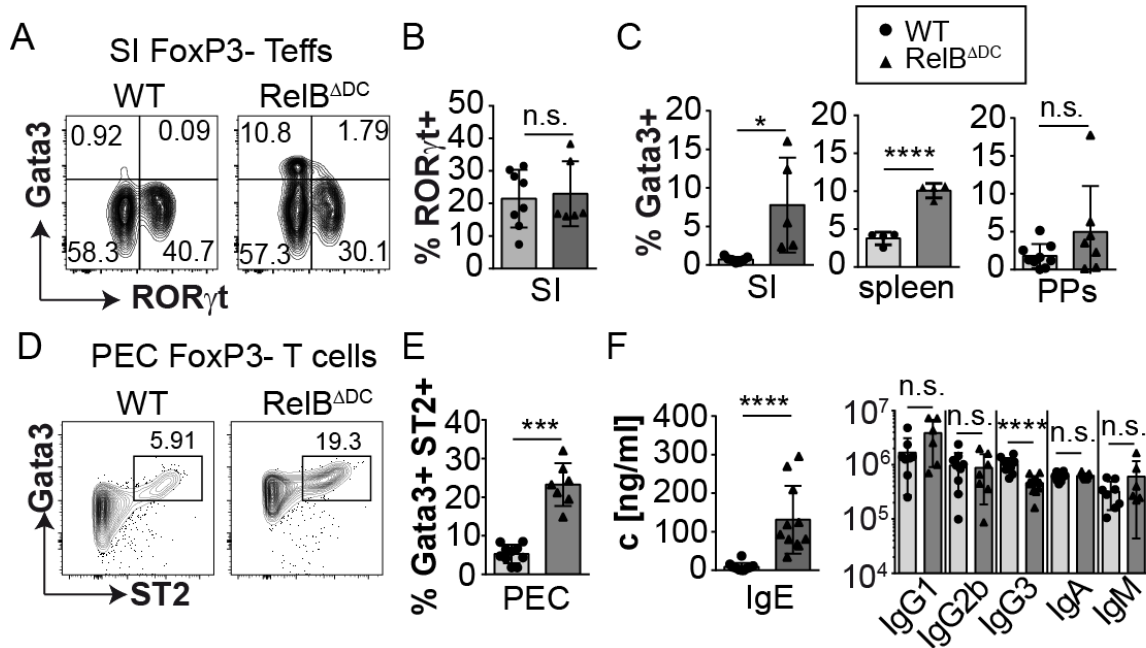 A
SI FoxP3- Teffs
WT
RelBΔDC
0.92
0.09
58.3
40.7
10.8
1.79
57.3
30.1
Gata3
RORγt
B
% RORγt+
50
40
30
20
10
0
n.s.
SI
C
WT
RelBΔDC
% Gata3+
20
15
10
5
0
*
SI
20
15
10
5
0
****
spleen
20
15
10
5
0
n.s.
PPs
D
PEC FoxP3- T cells
WT
RelBΔDC
5.91
19.3
Gata3
ST2
E
% Gata3+ ST2+
40
30
20
10
0
***
PEC
F
c [ng/ml]
400
300
200
100
0
****
IgE
10^7
10^6
10^5
10^4
n.s.
n.s.
****
n.s.
n.s.
IgG1
IgG2b
IgG3
IgA
IgM